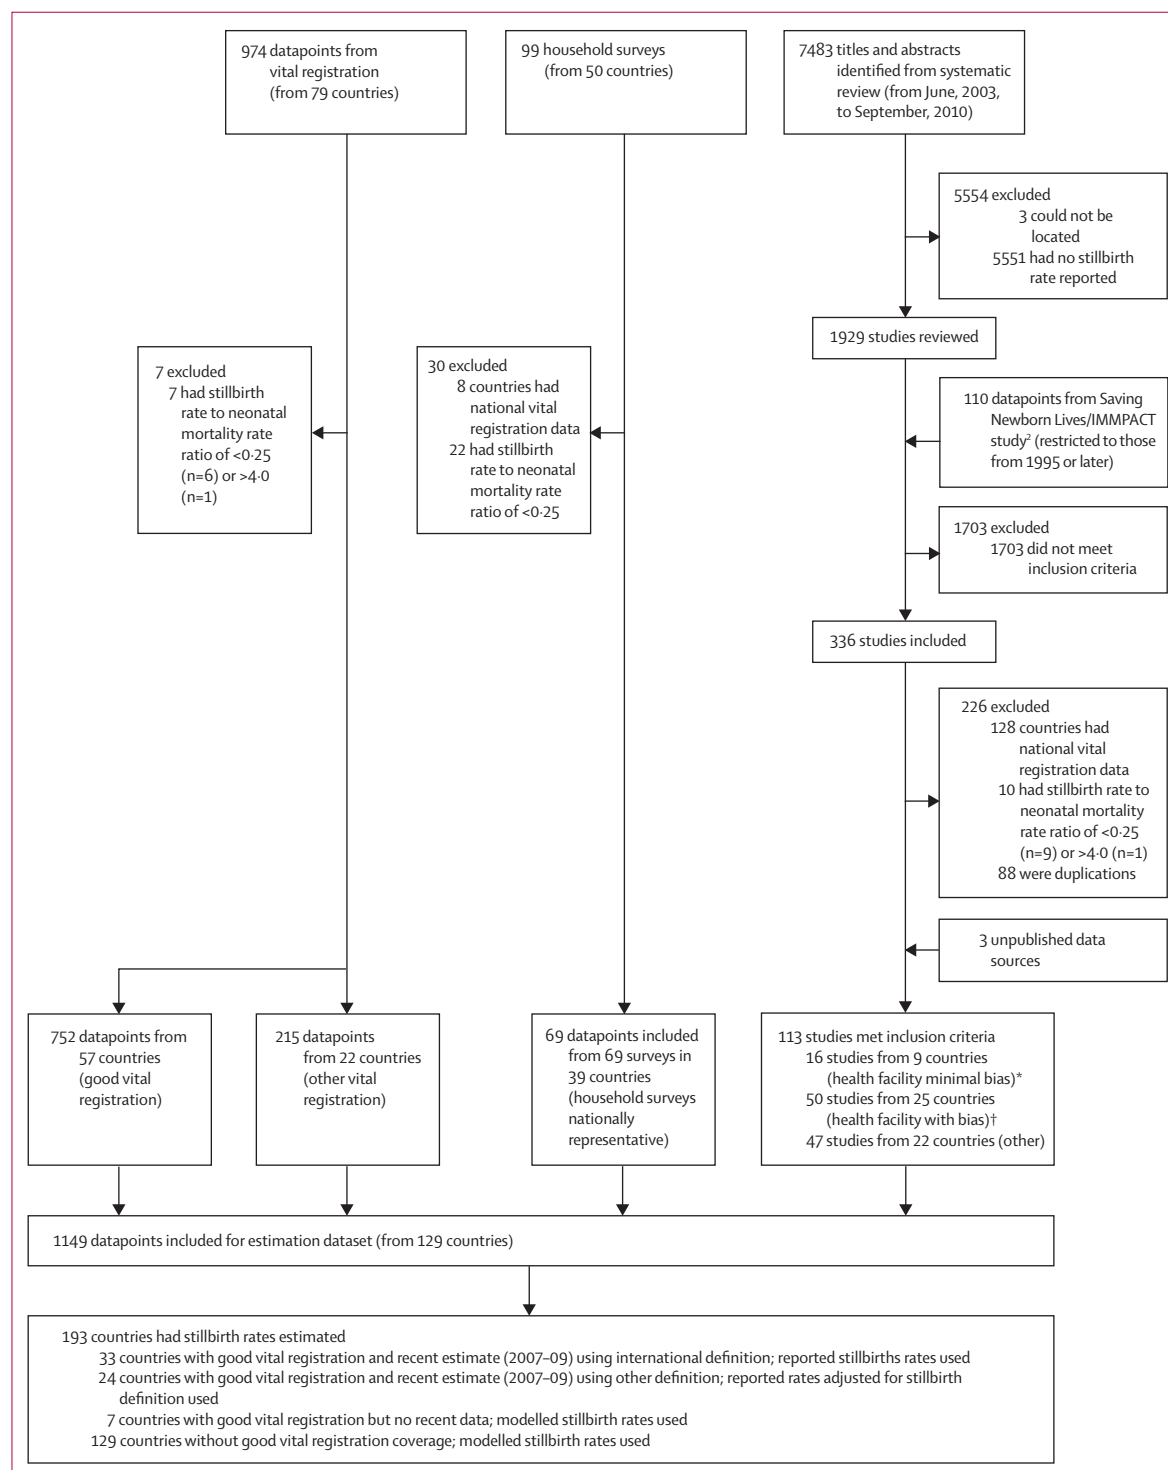 974 datapoints from
vital registration
(from 79 countries)
99 household surveys
(from 50 countries)
7483 titles and abstracts
identified from systematic
review (from June, 2003,
to September, 2010)
5554 excluded
3 could not be
located
5551 had no stillbirth
rate reported
1929 studies reviewed
7 excluded
7 had stillbirth
rate to neonatal
mortality rate
ratio of <0·25
(n=6) or >4·0
(n=1)
30 excluded
8 countries had
national vital
registration data
22 had stillbirth
rate to neonatal
mortality rate
ratio of <0·25
110 datapoints from Saving
Newborn Lives/IMMPACT
study² (restricted to those
from 1995 or later)
1703 excluded
1703 did not meet
inclusion criteria
336 studies included
226 excluded
128 countries had
national vital
registration data
10 had stillbirth rate to
neonatal mortality
rate ratio of <0·25
(n=9) or >4·0 (n=1)
88 were duplications
3 unpublished data
sources
752 datapoints from
57 countries
(good vital
registration)
215 datapoints
from 22 countries
(other vital
registration)
69 datapoints included
from 69 surveys in
39 countries
(household surveys
nationally
representative)
113 studies met inclusion criteria
16 studies from 9 countries
(health facility minimal bias)*
50 studies from 25 countries
(health facility with bias)†
47 studies from 22 countries (other)
1149 datapoints included for estimation dataset (from 129 countries)
193 countries had stillbirth rates estimated
33 countries with good vital registration and recent estimate (2007–09) using international definition; reported stillbirths rates used
24 countries with good vital registration and recent estimate (2007–09) using other definition; reported rates adjusted for stillbirth
definition used
7 countries with good vital registration but no recent data; modelled stillbirth rates used
129 countries without good vital registration coverage; modelled stillbirth rates used